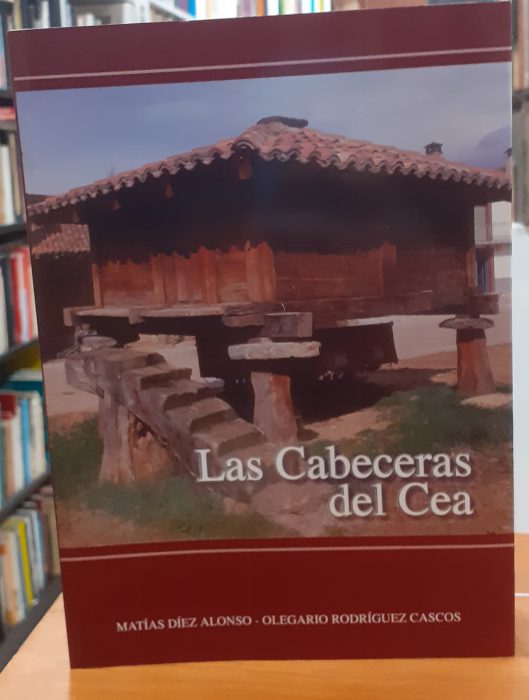 Las Cabeceras
del Cea
MATÍAS DÍEZ ALONSO - OLEGARIO RODRÍGUEZ CASCOS